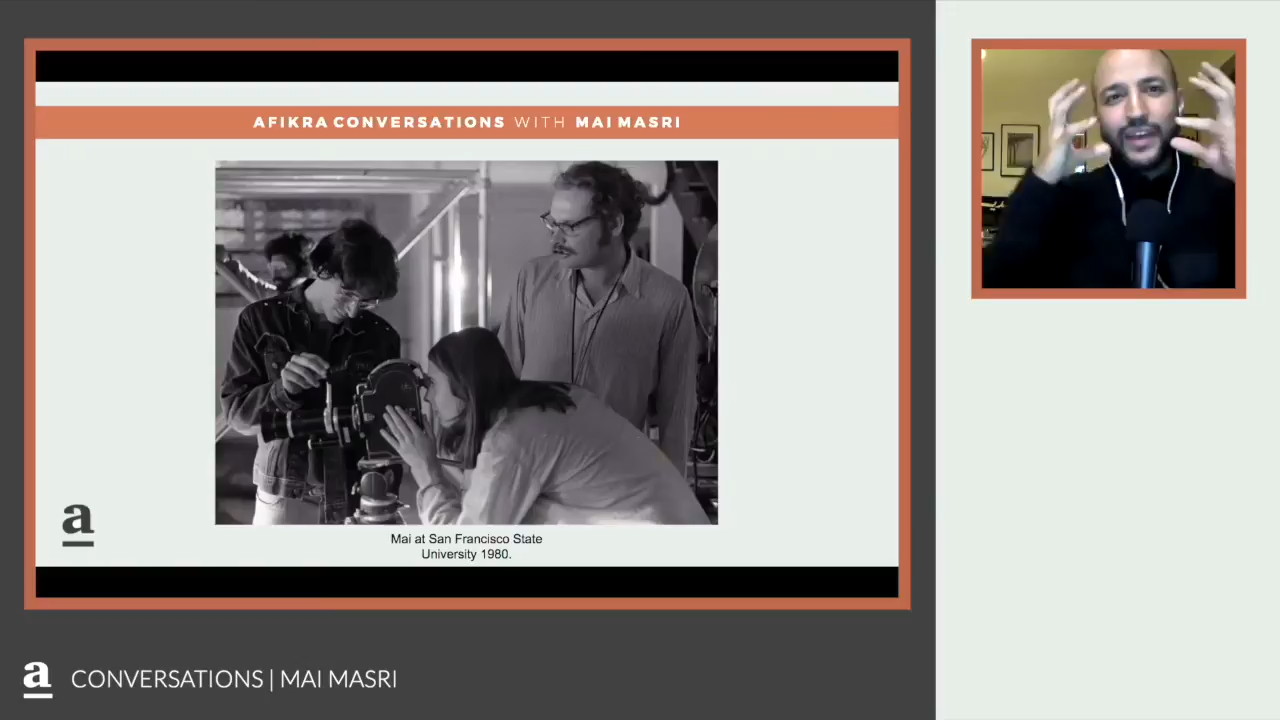 AFIKRA CONVERSATIONS WITH MAI MASRI
a
Mai at San Francisco State
University 1980.
a CONVERSATIONS | MAI MASRI